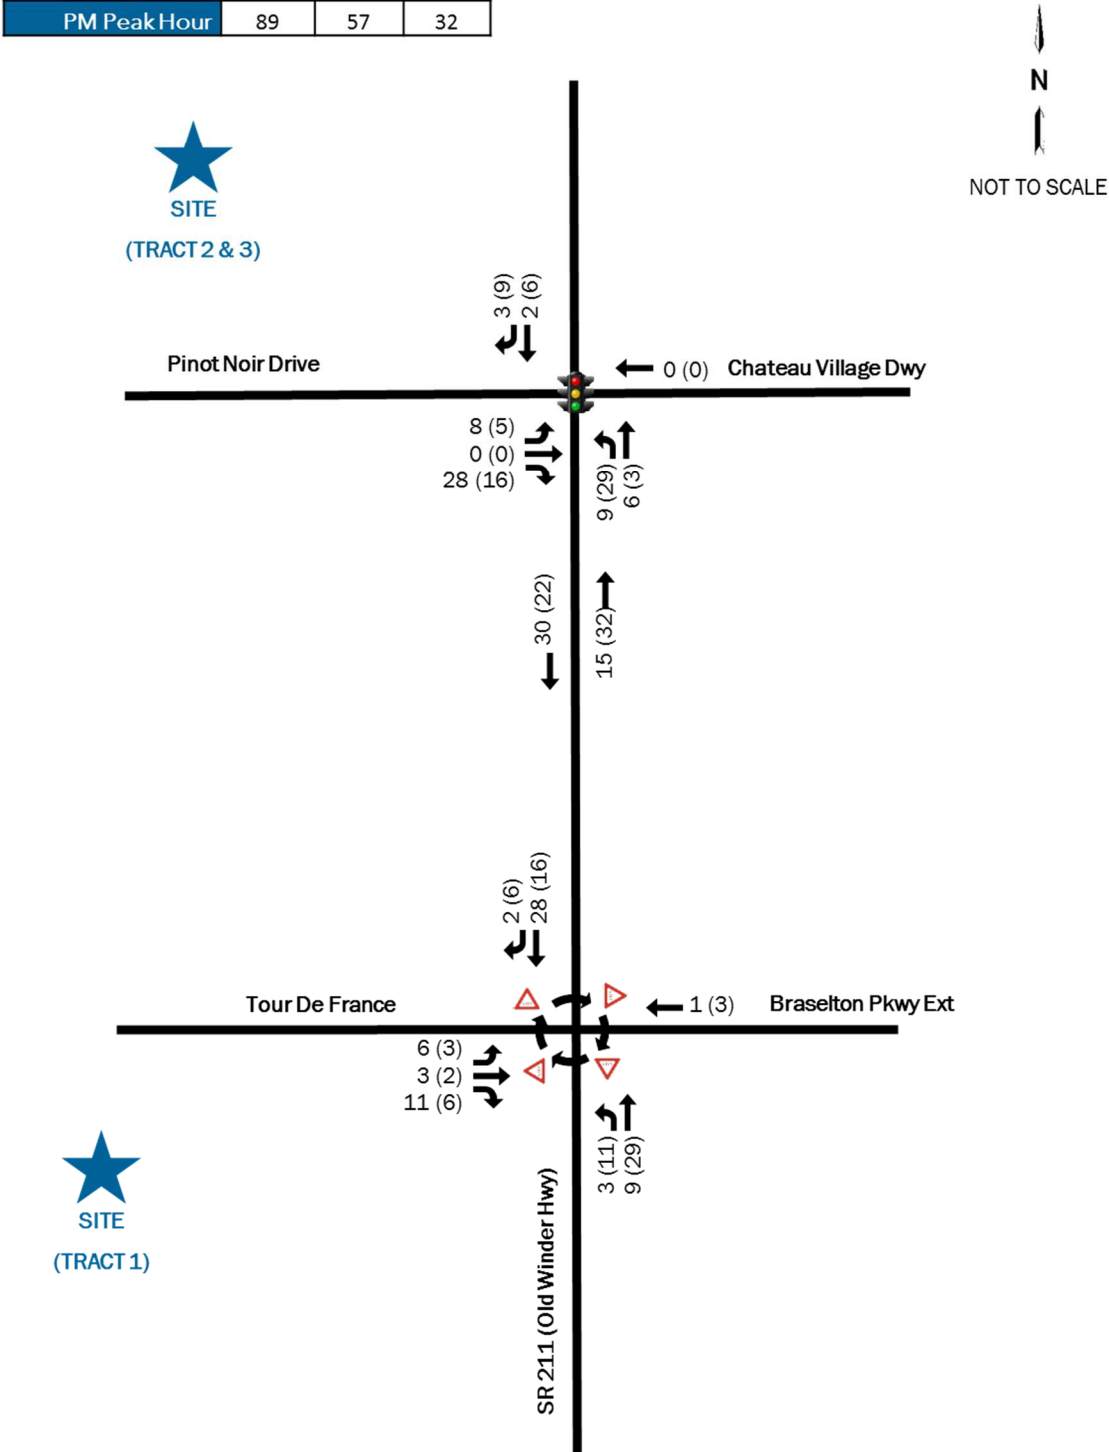 PM Peak Hour 89 57 32
N
NOT TO SCALE
SITE
(TRACT 2 & 3)
3 (9)
2 (6)
Pinot Noir Drive
0 (0)
Chateau Village Dwy
8 (5)
0 (0)
28 (16)
9 (29)
6 (3)
30 (22)
15 (32)
2 (6)
28 (16)
Tour De France
1 (3)
Braselton Pkwy Ext
6 (3)
3 (2)
11 (6)
3 (11)
9 (29)
SITE
(TRACT 1)
SR 211 (Old Winder Hwy)